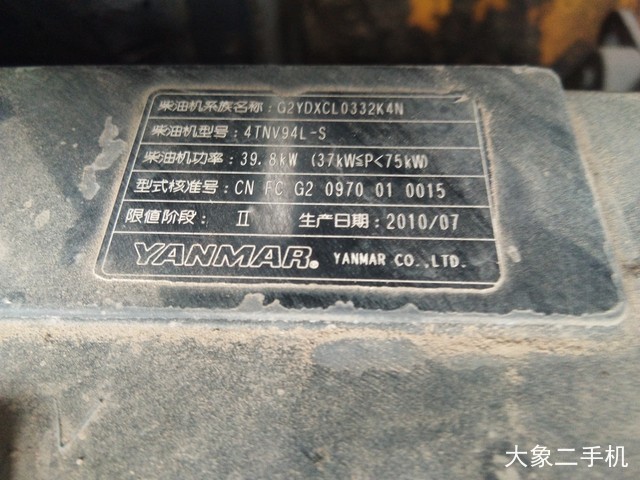 柴油机系族名称：G2YDXCL0332K4N
柴油机型号：4TNV94L-S
柴油机功率：39.8kW (37kW≤P<75kW)
型式核准号：CN FC G2 0970 01 0015
限值阶段： Ⅱ 生产日期：2010/07
YANMAR. YANMAR CO.,LTD.
大象二手机